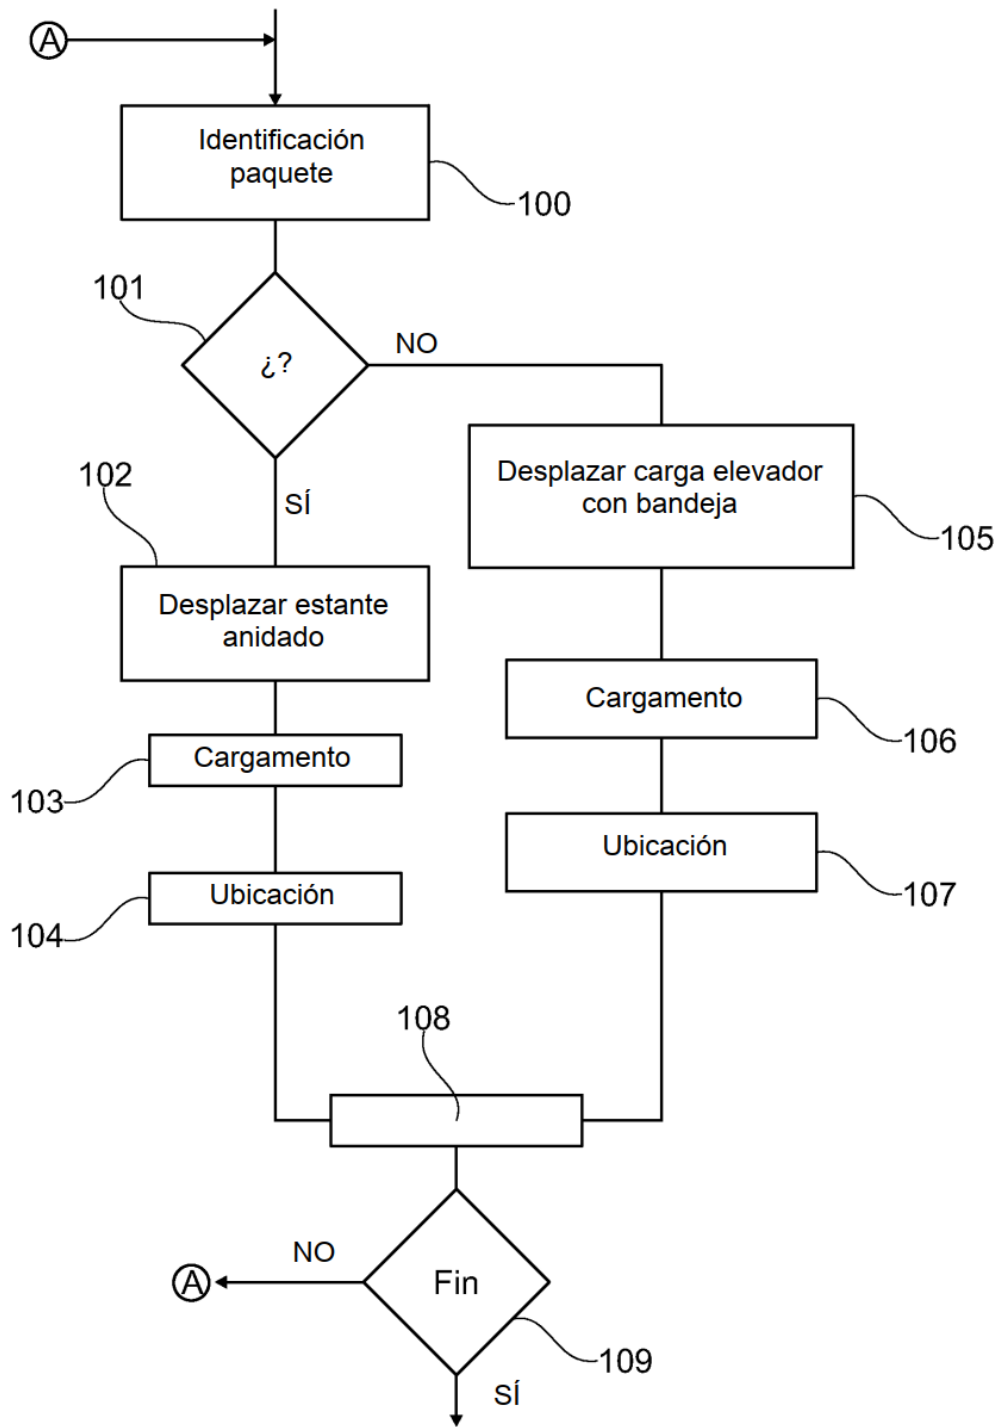 A
Identificación
paquete
100
101
¿?
NO
102
SÍ
Desplazar carga elevador
con bandeja
105
Desplazar estante
anidado
Cargamento
106
Cargamento
103
Ubicación
107
Ubicación
104
108
NO
A
Fin
109
SÍ